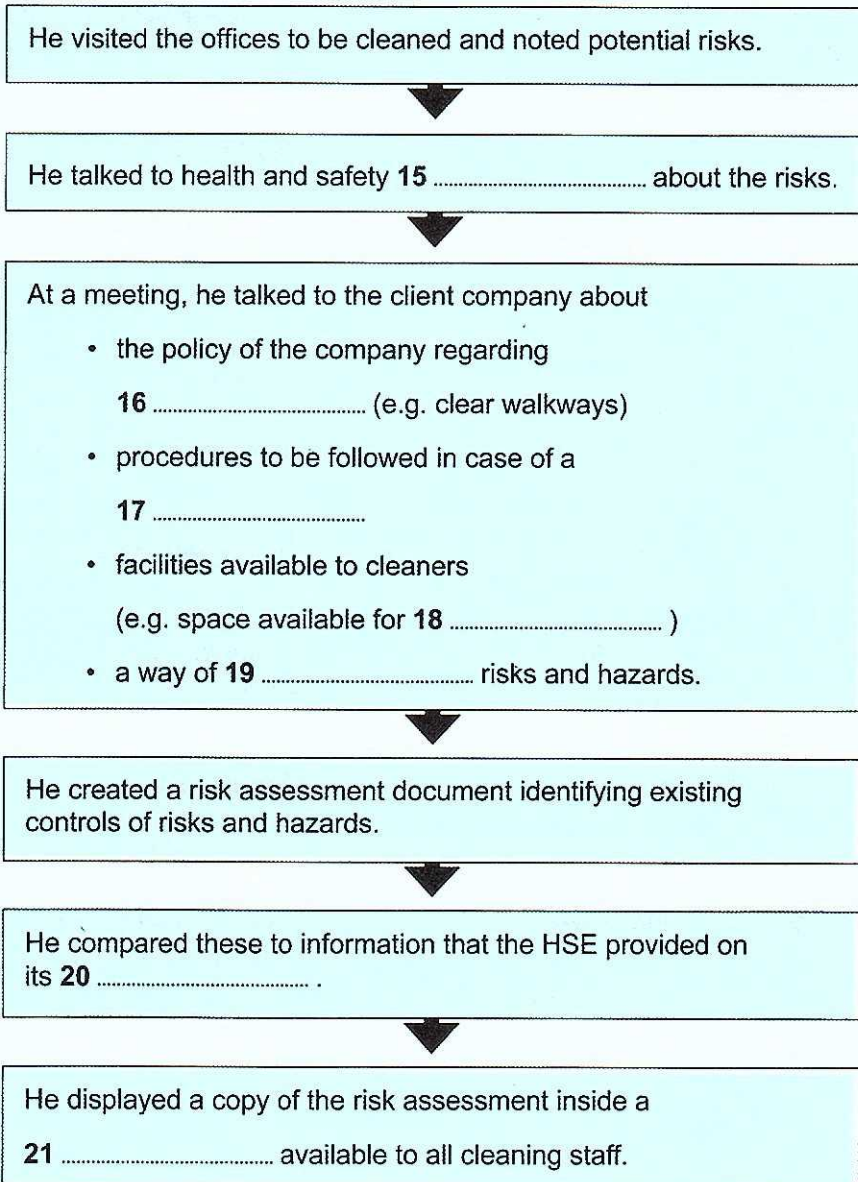 He visited the offices to be cleaned and noted potential risks.
He talked to health and safety 15 ........................................ about the risks.
At a meeting, he talked to the client company about
• the policy of the company regarding
16 ........................................ (e.g. clear walkways)
• procedures to be followed in case of a
17 ........................................
• facilities available to cleaners
(e.g. space available for 18 ........................................ )
• a way of 19 ........................................ risks and hazards.
He created a risk assessment document identifying existing
controls of risks and hazards.
He compared these to information that the HSE provided on
its 20 ........................................ .
He displayed a copy of the risk assessment inside a
21 ........................................ available to all cleaning staff.